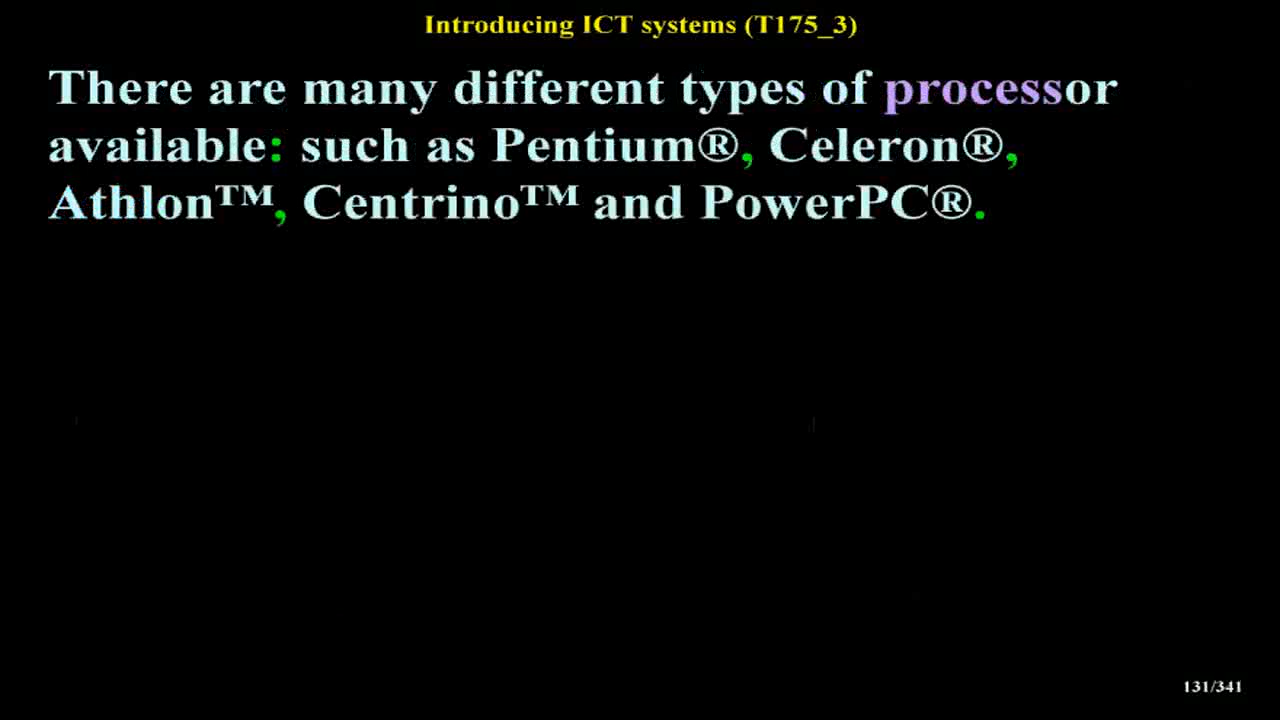 Introducing ICT systems (T175_3)
There are many different types of processor
available: such as Pentium®, Celeron®,
Athlon™, Centrino™ and PowerPC®.
131/341